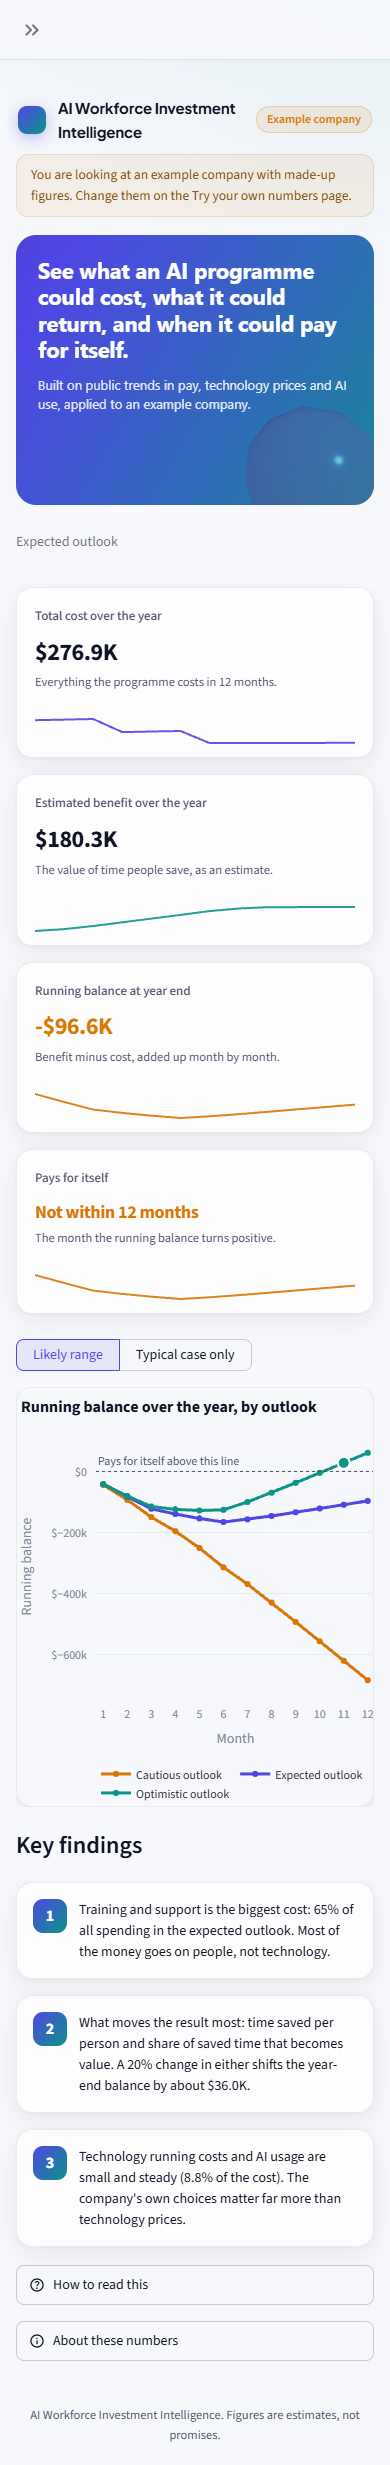 AI Workforce Investment
Intelligence
Example company
You are looking at an example company with made-up
figures. Change them on the Try your own numbers page.
See what an AI programme
could cost, what it could
return, and when it could pay
for itself.
Built on public trends in pay, technology prices and AI
use, applied to an example company.
Expected outlook
Total cost over the year
$276.9K
Everything the programme costs in 12 months.
Estimated benefit over the year
$180.3K
The value of time people save, as an estimate.
Running balance at year end
-$96.6K
Benefit minus cost, added up month by month.
Pays for itself
Not within 12 months
The month the running balance turns positive.
Likely range
Typical case only
Running balance over the year, by outlook
Pays for itself above this line
$0
$−200k
$−400k
$−600k
Running balance
1 2 3 4 5 6 7 8 9 10 11 12
Month
Cautious outlook
Expected outlook
Optimistic outlook
Key findings
1
Training and support is the biggest cost: 65% of
all spending in the expected outlook. Most of
the money goes on people, not technology.
2
What moves the result most: time saved per
person and share of saved time that becomes
value. A 20% change in either shifts the year-
end balance by about $36.0K.
3
Technology running costs and AI usage are
small and steady (8.8% of the cost). The
company's own choices matter far more than
technology prices.
How to read this
About these numbers
AI Workforce Investment Intelligence. Figures are estimates, not
promises.